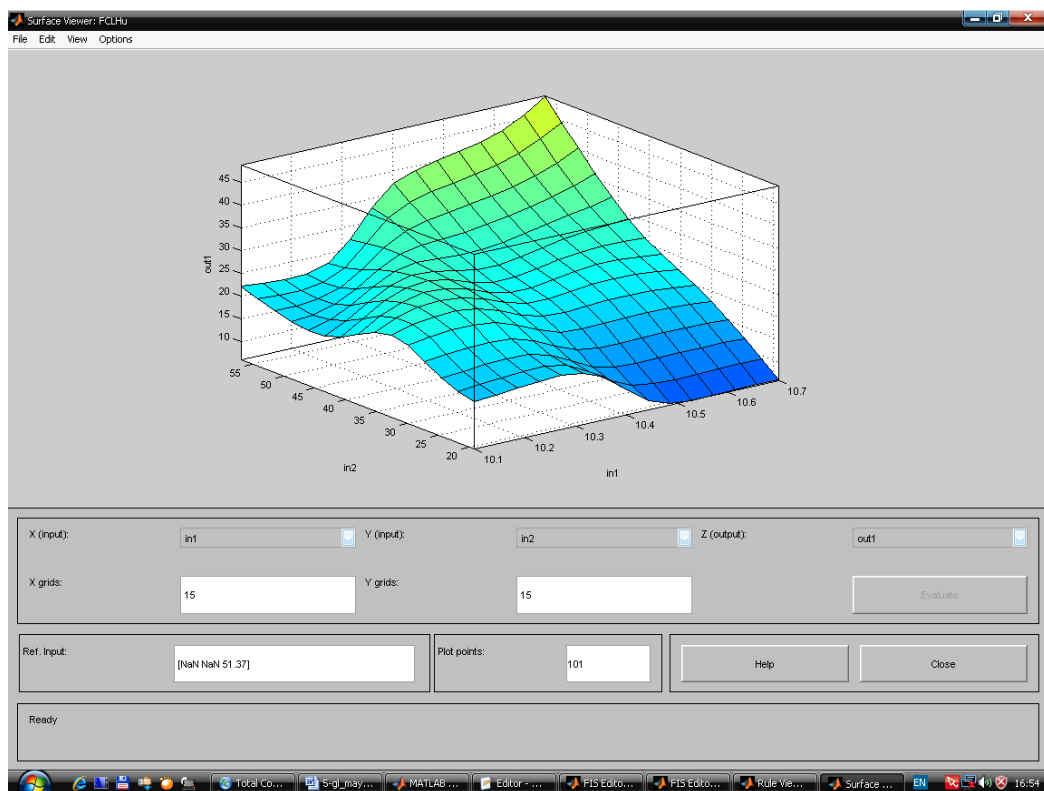 Surface Viewer: FCLHu
File Edit View Options
45
40
35
30
25
20
15
10
out1
55
50
45
40
35
30
25
20
in2
10.1
10.2
10.3
10.4
10.5
10.6
10.7
in1
X (input): in1 Y (input): in2 Z (output): out1
X grids: 15 Y grids: 15 Evaluate
Ref. Input: [NaN NaN 51.37] Plot points: 101 Help Close
Ready
Total Co... 5-gl_may... MATLAB ... Editor - ... FIS Edito... FIS Edito... Rule Vie... Surface ... EN 16:54